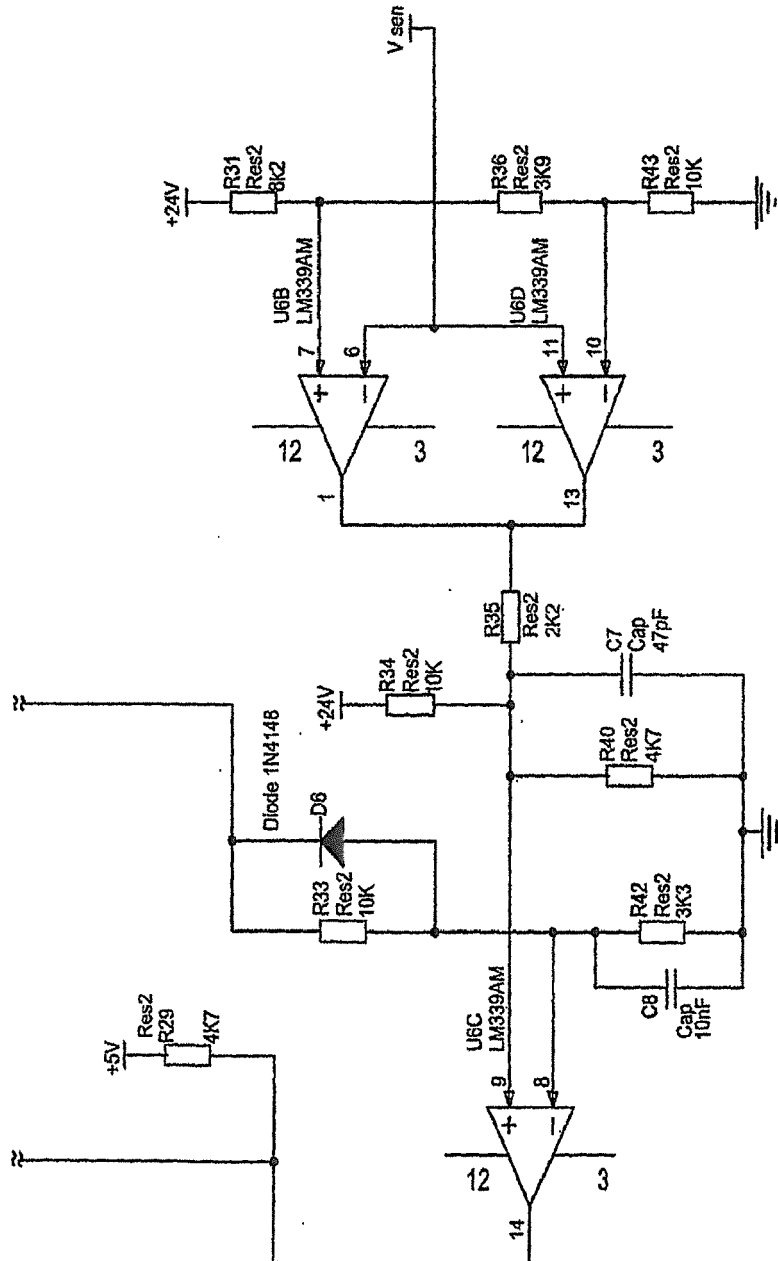 V sen
+24V
R31
Res2
8K2
R36
Res2
3K9
R43
Res2
10K
U6B
LM339AM
U6D
LM339AM
7
6
11
10
+
−
+
−
12
3
12
3
1
13
R35
Res2
2K2
+24V
R34
Res2
10K
C7
Cap
47pF
R40
Res2
4K7
Diode 1N4148
D6
R33
Res2
10K
R42
Res2
3K3
C8
Cap
10nF
U6C
LM339AM
+5V
Res2
R29
4K7
9
8
+
−
12
3
14